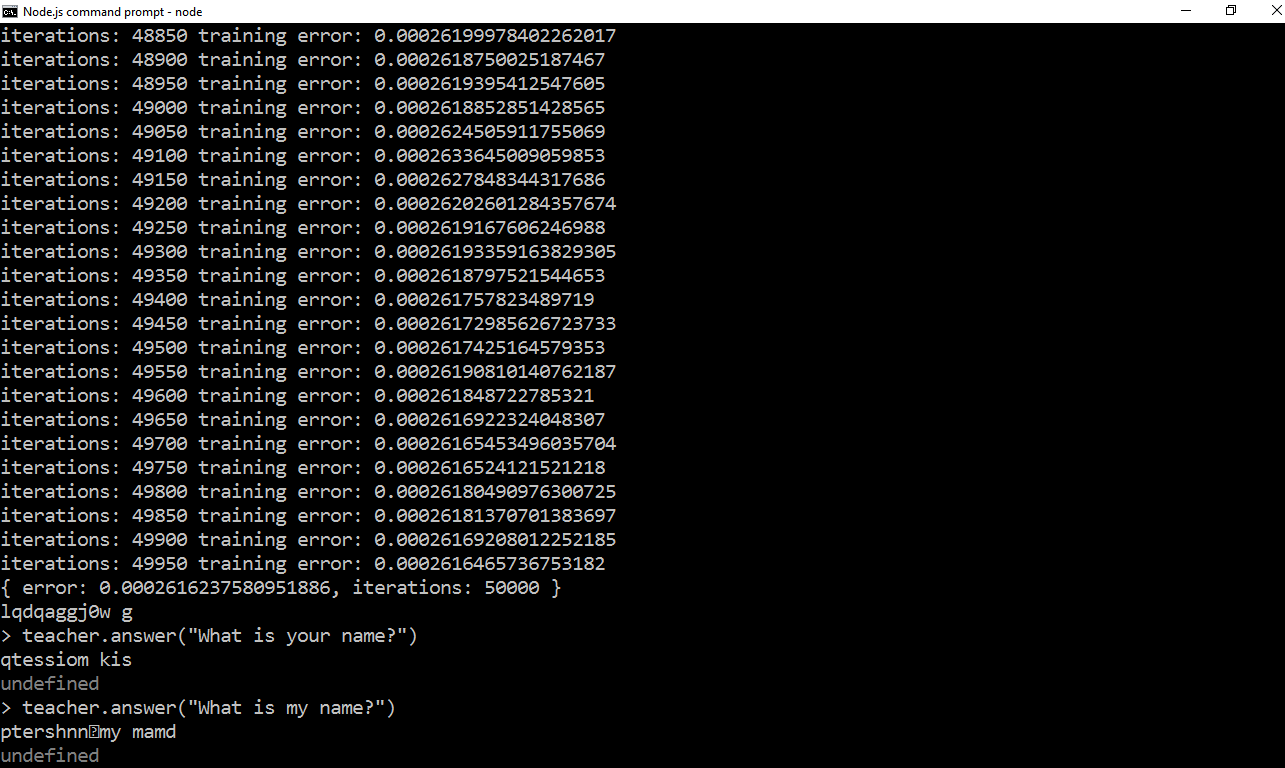 Node.js command prompt - node
iterations: 48850 training error: 0.00026199978402262017
iterations: 48900 training error: 0.0002618750025187467
iterations: 48950 training error: 0.0002619395412547605
iterations: 49000 training error: 0.0002618852851428565
iterations: 49050 training error: 0.0002624505911755069
iterations: 49100 training error: 0.0002633645009059853
iterations: 49150 training error: 0.0002627848344317686
iterations: 49200 training error: 0.00026202601284357674
iterations: 49250 training error: 0.0002619167606246988
iterations: 49300 training error: 0.00026193359163829305
iterations: 49350 training error: 0.0002618797521544653
iterations: 49400 training error: 0.000261757823489719
iterations: 49450 training error: 0.00026172985626723733
iterations: 49500 training error: 0.0002617425164579353
iterations: 49550 training error: 0.00026190810140762187
iterations: 49600 training error: 0.000261848722785321
iterations: 49650 training error: 0.0002616922324048307
iterations: 49700 training error: 0.00026165453496035704
iterations: 49750 training error: 0.0002616524121521218
iterations: 49800 training error: 0.00026180490976300725
iterations: 49850 training error: 0.00026181370701383697
iterations: 49900 training error: 0.00026169208012252185
iterations: 49950 training error: 0.0002616465736753182
{ error: 0.0002616237580951886, iterations: 50000 }
lqdqaggj0w g
> teacher.answer("What is your name?")
qtessiom kis
undefined
> teacher.answer("What is my name?")
ptershnn�my mamd
undefined